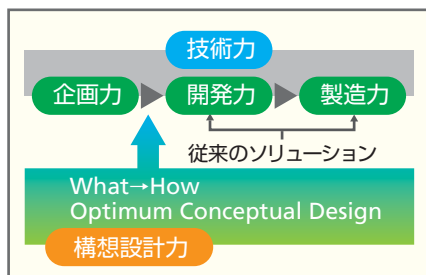 技術力
企画力
開発力
製造力
従来のソリューション
What→How
Optimum Conceptual Design
構想設計力